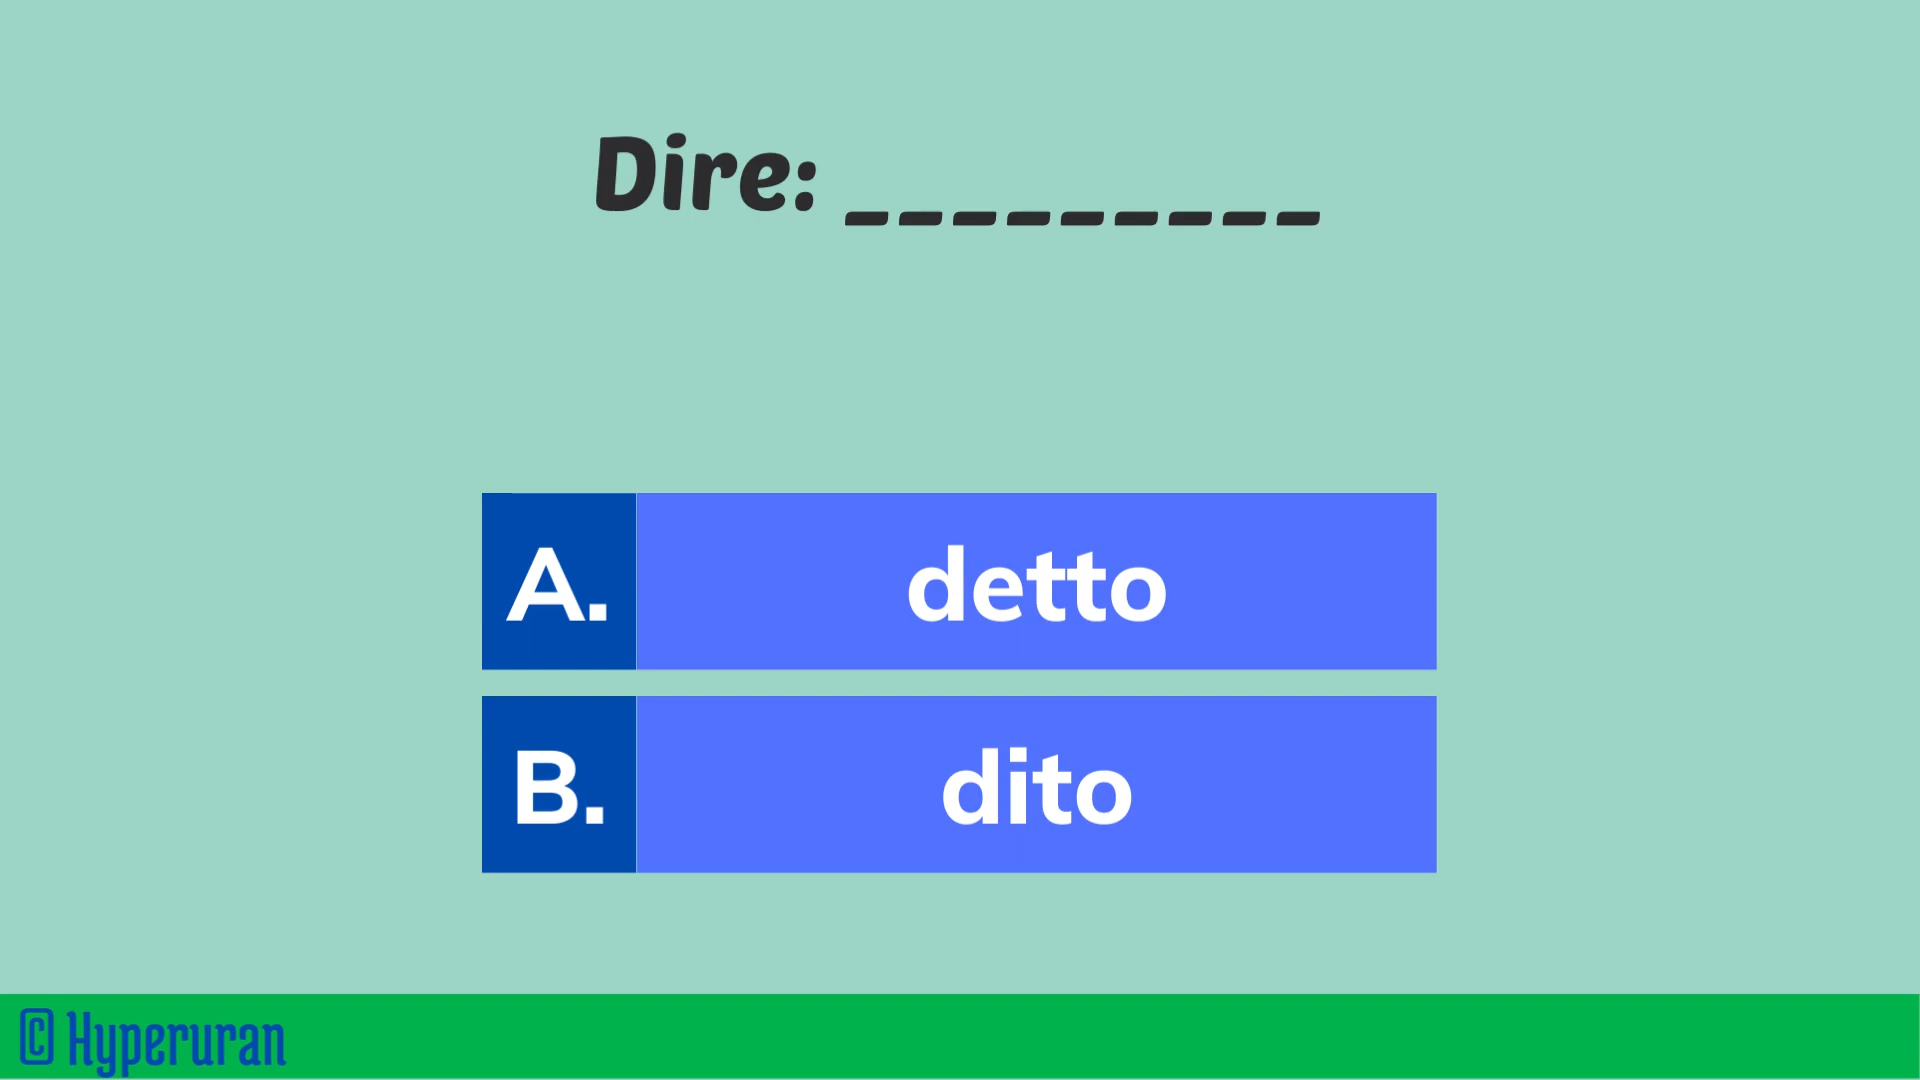 Dire: _________
A. detto
B. dito
© Hyperuran